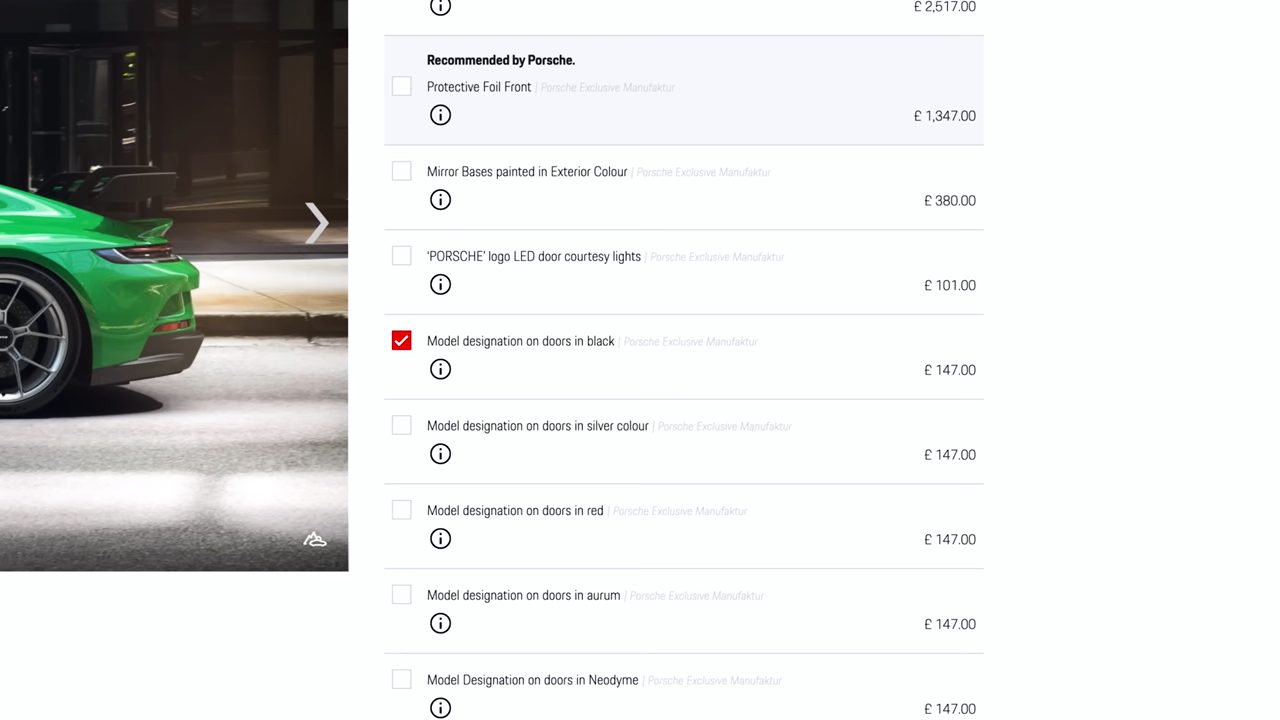 £ 2,517.00
Recommended by Porsche.
Protective Foil Front | Porsche Exclusive Manufaktur
£ 1,347.00
Mirror Bases painted in Exterior Colour | Porsche Exclusive Manufaktur
£ 380.00
'PORSCHE' logo LED door courtesy lights | Porsche Exclusive Manufaktur
£ 101.00
Model designation on doors in black | Porsche Exclusive Manufaktur
£ 147.00
Model designation on doors in silver colour | Porsche Exclusive Manufaktur
£ 147.00
Model designation on doors in red | Porsche Exclusive Manufaktur
£ 147.00
Model designation on doors in aurum | Porsche Exclusive Manufaktur
£ 147.00
Model Designation on doors in Neodyme | Porsche Exclusive Manufaktur
£ 147.00